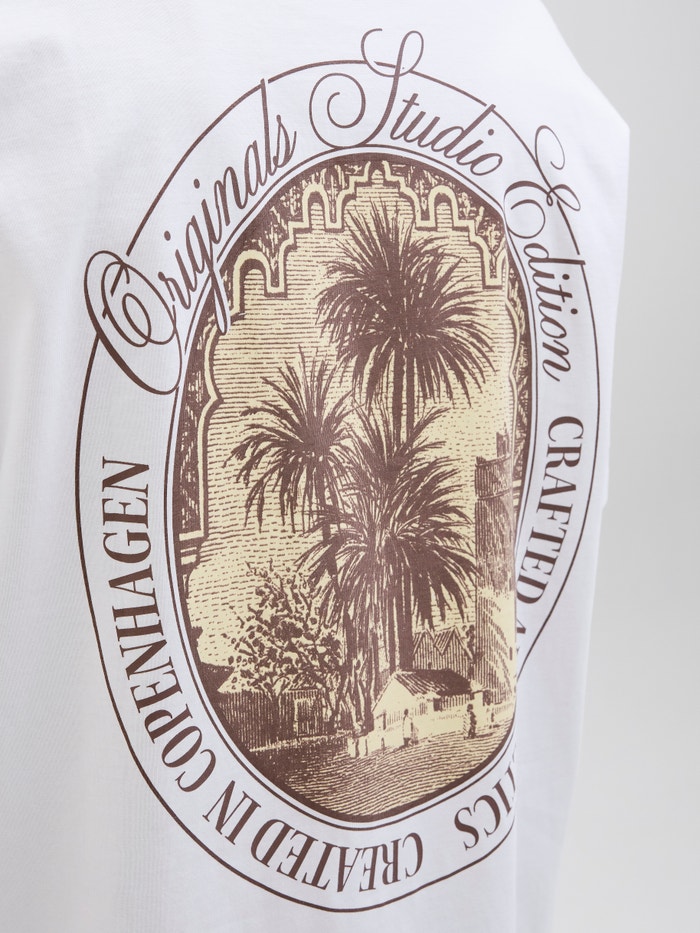 Originals Studio Edition
CRAFTED
CREATED IN COPENHAGEN